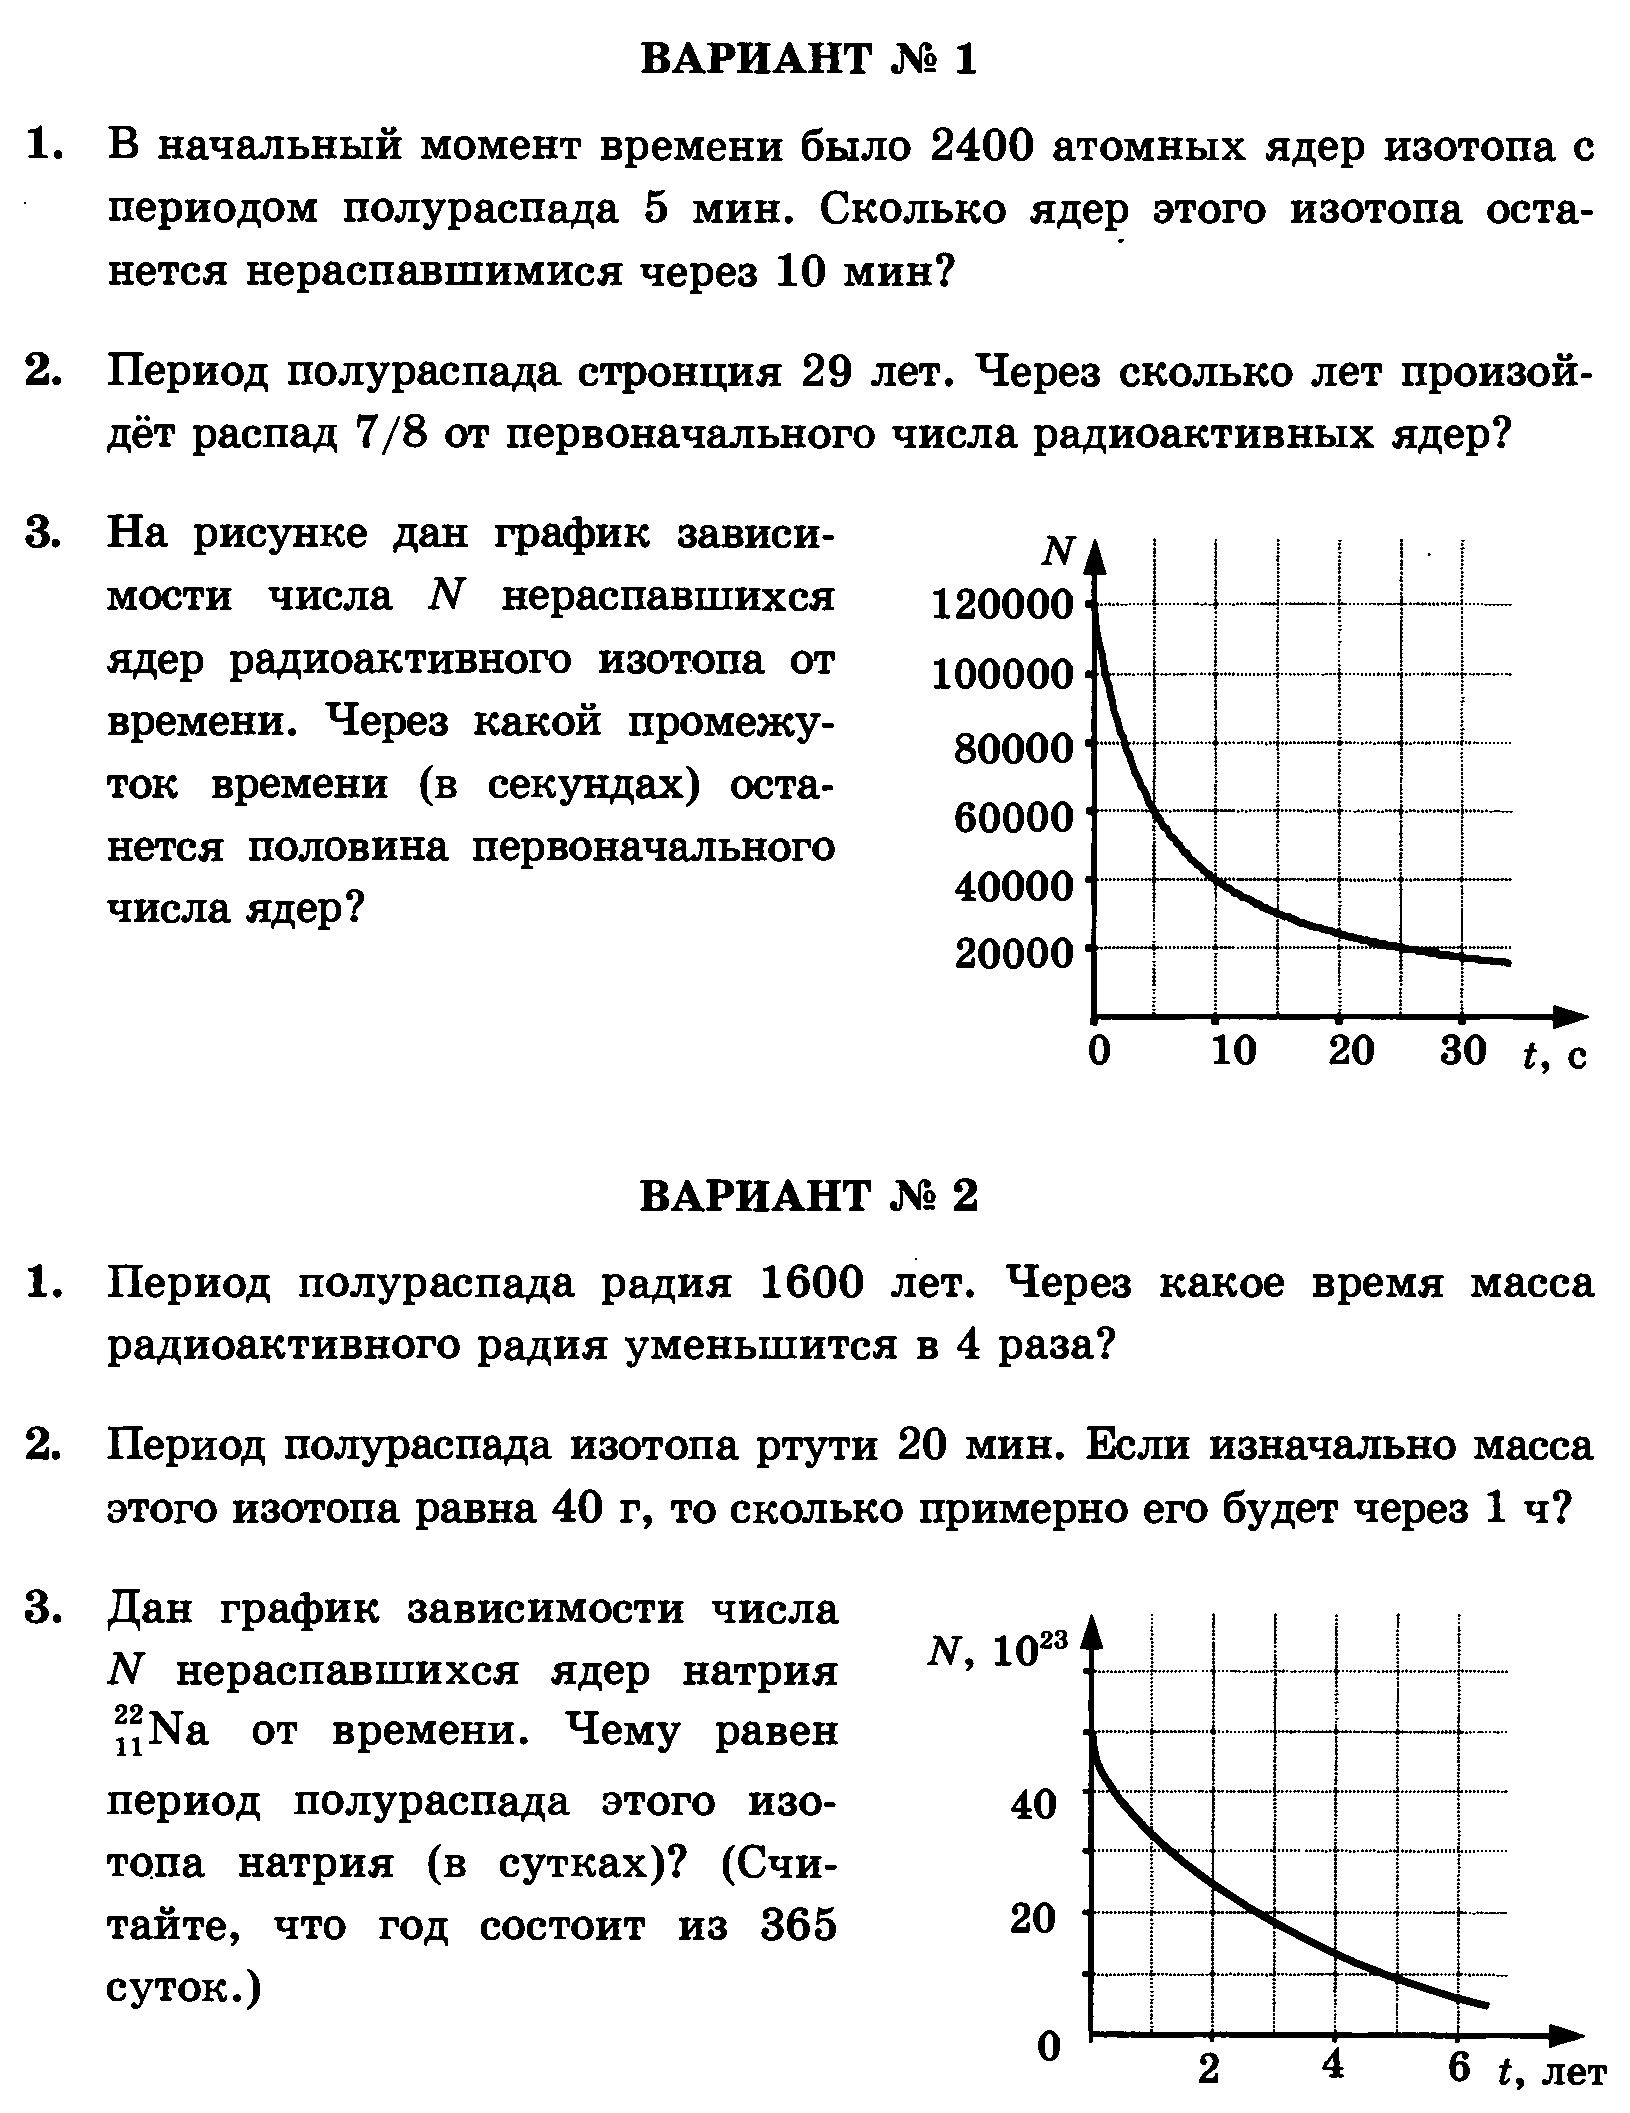 ВАРИАНТ № 1
1. В начальный момент времени было 2400 атомных ядер изотопа с
периодом полураспада 5 мин. Сколько ядер этого изотопа оста-
нется нераспавшимися через 10 мин?
2. Период полураспада стронция 29 лет. Через сколько лет произой-
дёт распад 7/8 от первоначального числа радиоактивных ядер?
3. На рисунке дан график зависи-
мости числа N нераспавшихся
ядер радиоактивного изотопа от
времени. Через какой промежу-
ток времени (в секундах) оста-
нется половина первоначального
числа ядер?
N
120000
100000
80000
60000
40000
20000
0 10 20 30 t, с
ВАРИАНТ № 2
1. Период полураспада радия 1600 лет. Через какое время масса
радиоактивного радия уменьшится в 4 раза?
2. Период полураспада изотопа ртути 20 мин. Если изначально масса
этого изотопа равна 40 г, то сколько примерно его будет через 1 ч?
3. Дан график зависимости числа
N нераспавшихся ядер натрия
²²₁₁Na от времени. Чему равен
период полураспада этого изо-
топа натрия (в сутках)? (Счи-
тайте, что год состоит из 365
суток.)
N, 10²³
40
20
0
2 4 6 t, лет